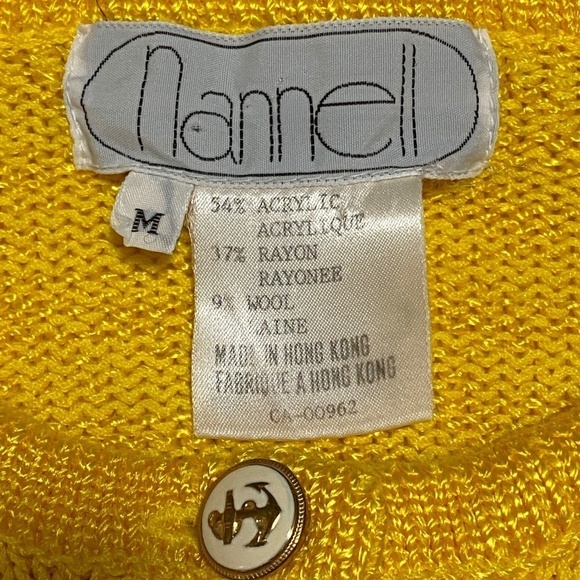 nannell
M
54% ACRYLIC
ACRYLIQUE
37% RAYON
RAYONEE
9% WOOL
LAINE
MADE IN HONG KONG
FABRIQUE A HONG KONG
CA-00962